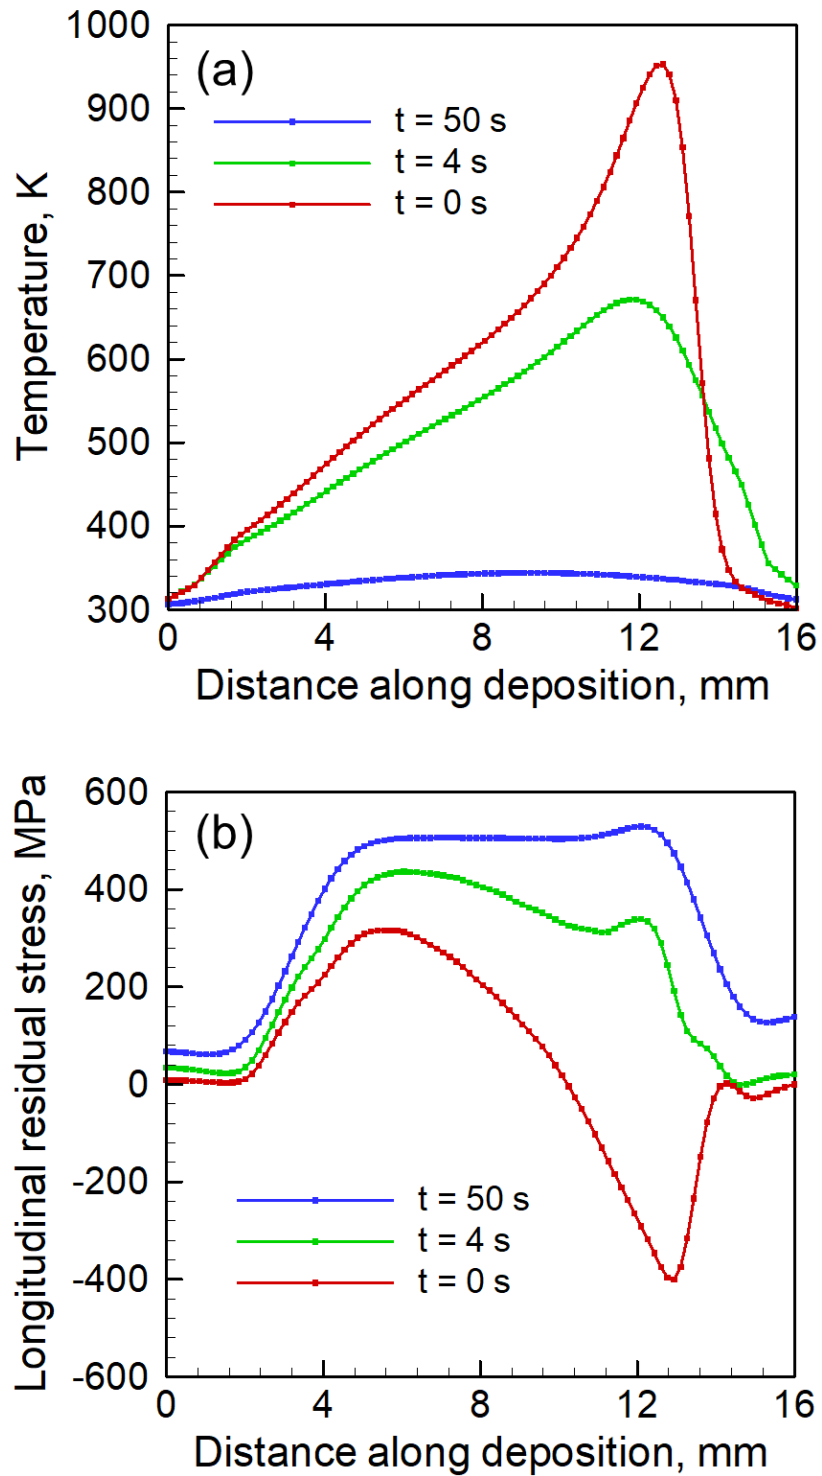 (a)
t = 50 s
t = 4 s
t = 0 s
Temperature, K
1000
900
800
700
600
500
400
300
0 4 8 12 16
Distance along deposition, mm
(b)
Longitudinal residual stress, MPa
600
400
200
0
-200
-400
-600
t = 50 s
t = 4 s
t = 0 s
0 4 8 12 16
Distance along deposition, mm